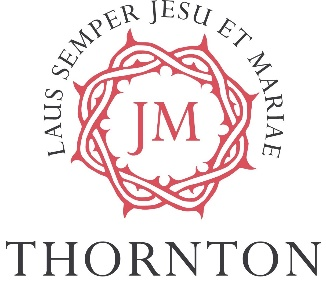 LAUS SEMPER JESU ET MARIAE
JM
THORNTON